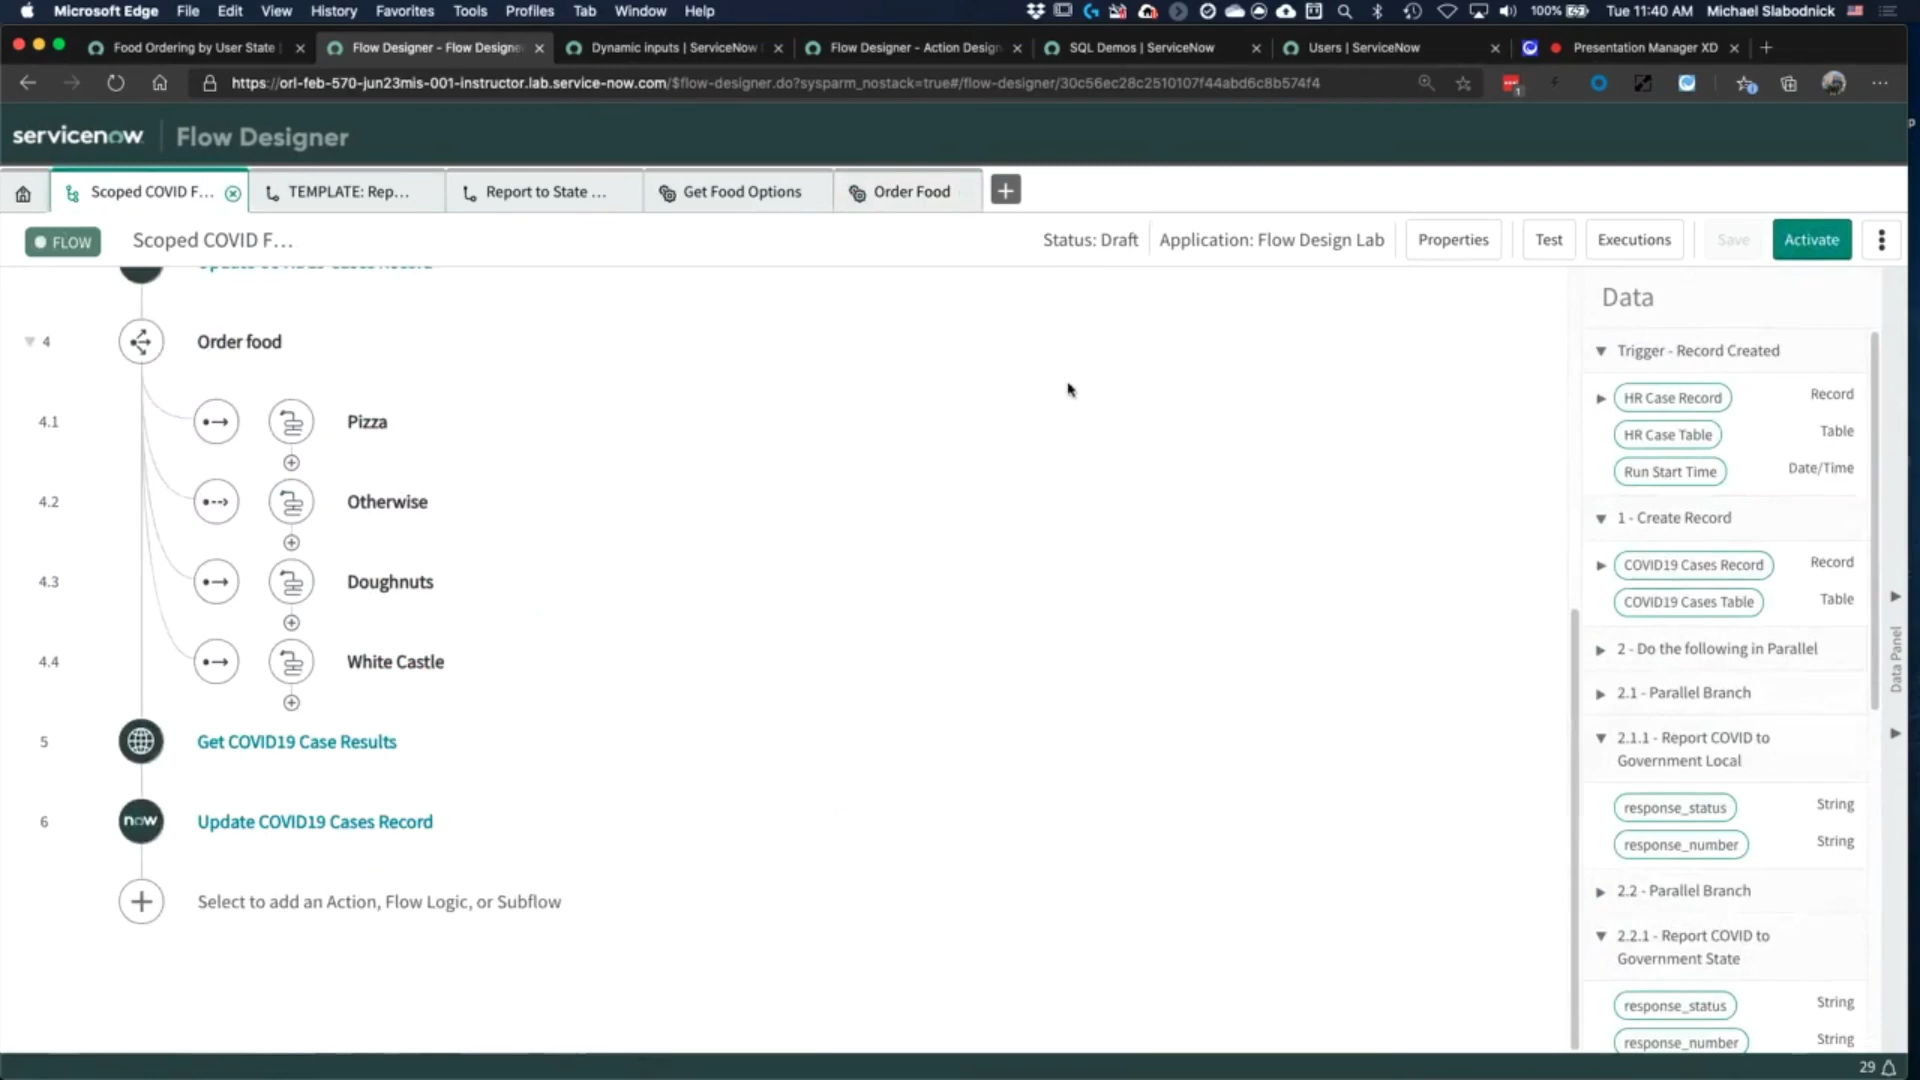 Microsoft Edge File Edit View History Favorites Tools Profiles Tab Window Help 100% Tue 11:40 AM Michael Slabodnick
Food Ordering by User State
Flow Designer - Flow Designe
Dynamic inputs | ServiceNow
Flow Designer - Action Design
SQL Demos | ServiceNow
Users | ServiceNow
Presentation Manager XD
https://orl-feb-570-jun23mis-001-instructor.lab.service-now.com/$flow-designer.do?sysparm_nostack=true#/flow-designer/30c56ec28c2510107f44abd6c8b574f4
1
servicenow Flow Designer
Scoped COVID F...
TEMPLATE: Rep...
Report to State ...
Get Food Options
Order Food
FLOW
Scoped COVID F...
Status: Draft
Application: Flow Design Lab
Properties
Test
Executions
Save
Activate
Update COVID19 Cases Record
4 Order food
4.1 Pizza
4.2 Otherwise
4.3 Doughnuts
4.4 White Castle
5 Get COVID19 Case Results
6 now Update COVID19 Cases Record
Select to add an Action, Flow Logic, or Subflow
Data
Trigger - Record Created
HR Case Record Record
HR Case Table Table
Run Start Time Date/Time
1 - Create Record
COVID19 Cases Record Record
COVID19 Cases Table Table
2 - Do the following in Parallel
2.1 - Parallel Branch
2.1.1 - Report COVID to
Government Local
response_status String
response_number String
2.2 - Parallel Branch
2.2.1 - Report COVID to
Government State
response_status String
response_number String
Data Panel
29